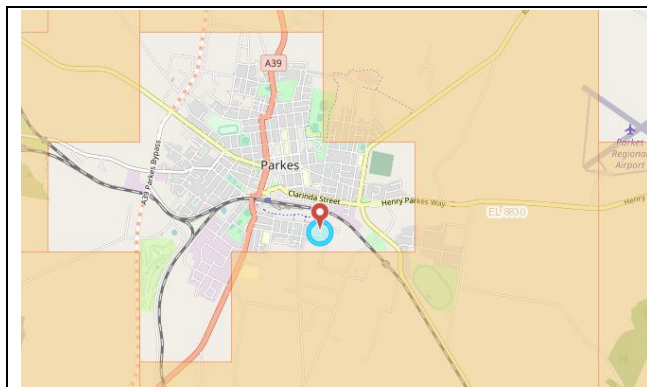 A39
Parkes
A39 Parkes Bypass
Clarinda Street
Henry Parkes Way
EL 8830
Parkes
Regional
Airport
Henry